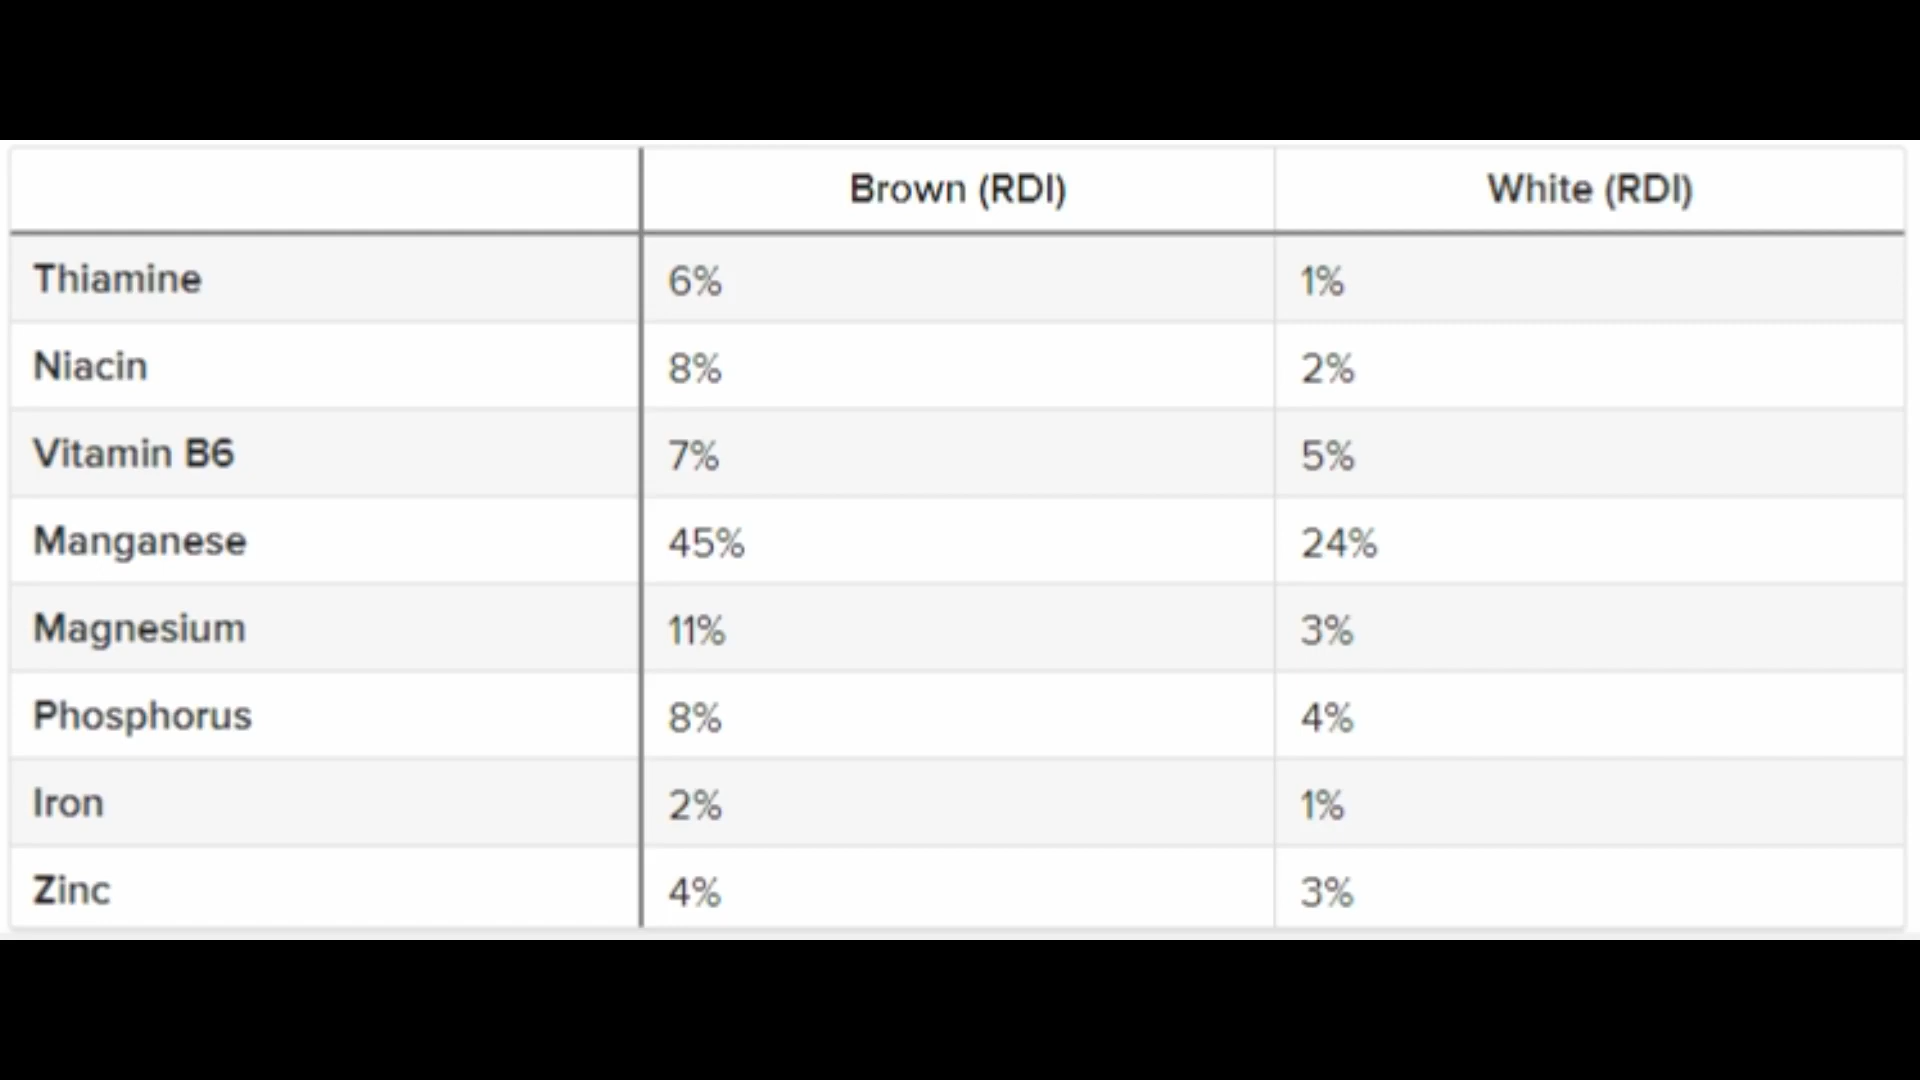 Brown (RDI) White (RDI)
Thiamine 6% 1%
Niacin 8% 2%
Vitamin B6 7% 5%
Manganese 45% 24%
Magnesium 11% 3%
Phosphorus 8% 4%
Iron 2% 1%
Zinc 4% 3%